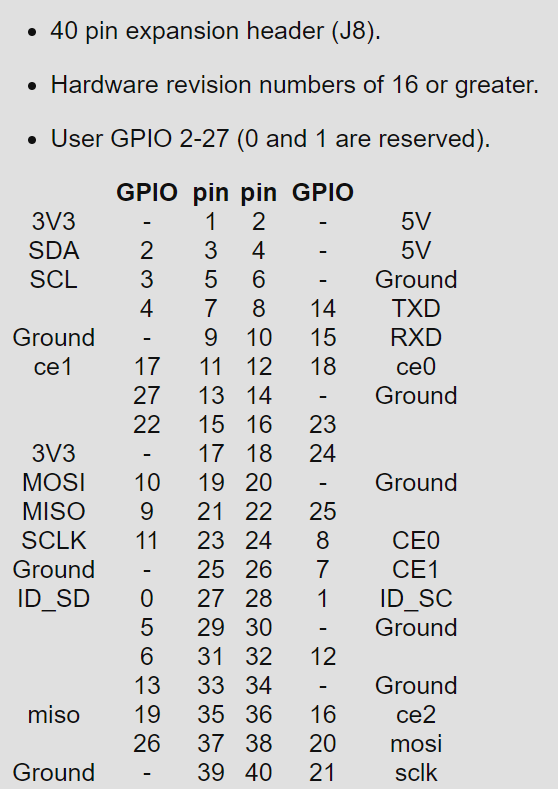 • 40 pin expansion header (J8).
• Hardware revision numbers of 16 or greater.
• User GPIO 2-27 (0 and 1 are reserved).
GPIO pin pin GPIO
3V3 - 1 2 - 5V
SDA 2 3 4 - 5V
SCL 3 5 6 - Ground
4 7 8 14 TXD
Ground - 9 10 15 RXD
ce1 17 11 12 18 ce0
27 13 14 - Ground
22 15 16 23
3V3 - 17 18 24
MOSI 10 19 20 - Ground
MISO 9 21 22 25
SCLK 11 23 24 8 CE0
Ground - 25 26 7 CE1
ID_SD 0 27 28 1 ID_SC
5 29 30 - Ground
6 31 32 12
13 33 34 - Ground
miso 19 35 36 16 ce2
26 37 38 20 mosi
Ground - 39 40 21 sclk